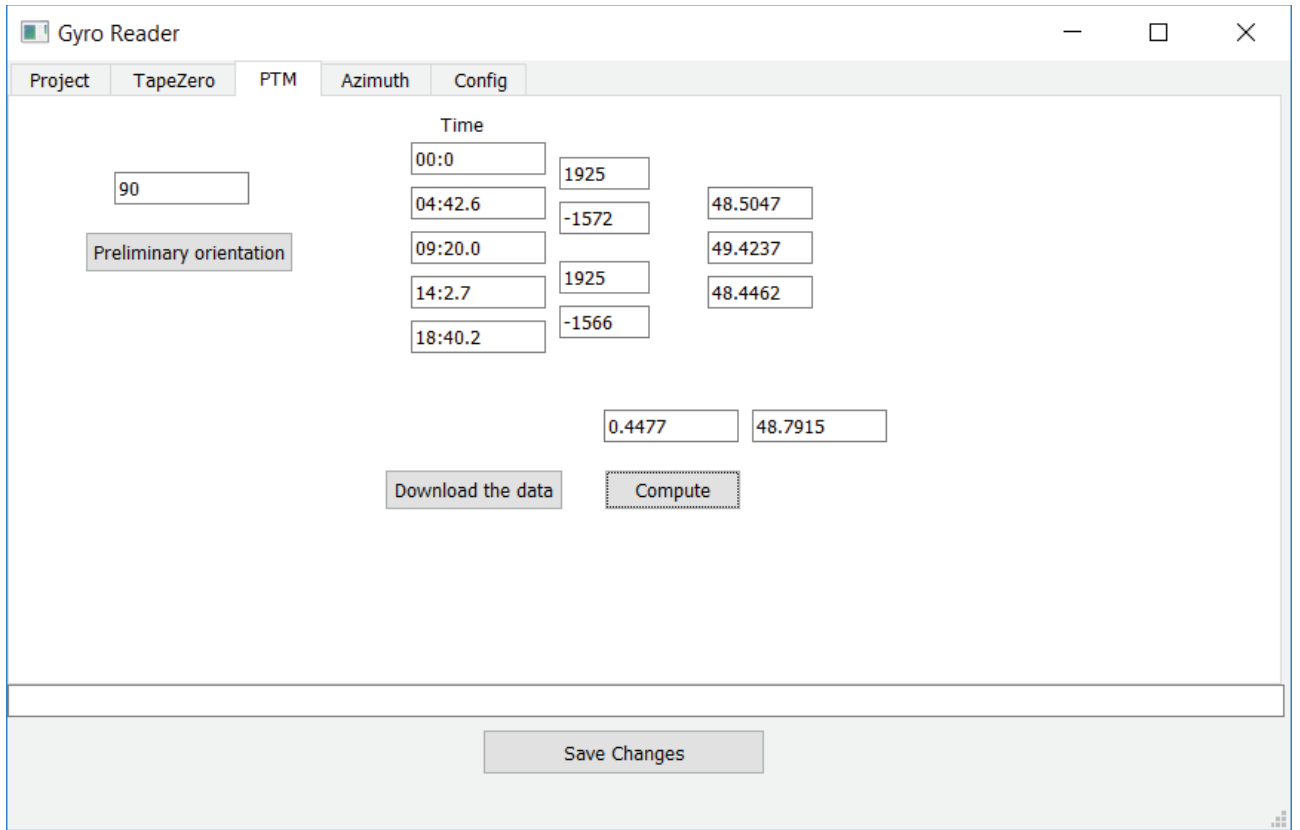 Gyro Reader
Project TapeZero PTM Azimuth Config
Time
00:0
1925
90
04:42.6
48.5047
-1572
Preliminary orientation
09:20.0
49.4237
1925
14:2.7
48.4462
-1566
18:40.2
0.4477 48.7915
Download the data Compute
Save Changes